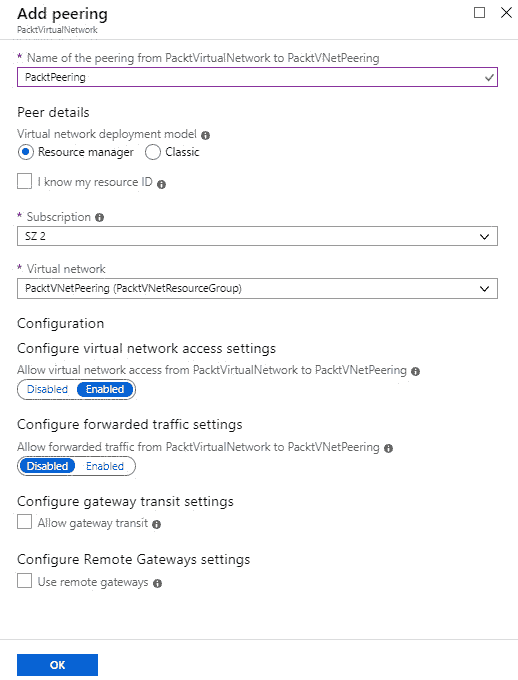 Add peering
PacktVirtualNetwork
* Name of the peering from PacktVirtualNetwork to PacktVNetPeering
PacktPeering
Peer details
Virtual network deployment model
Resource manager Classic
I know my resource ID
* Subscription
SZ 2
* Virtual network
PacktVNetPeering (PacktVNetResourceGroup)
Configuration
Configure virtual network access settings
Allow virtual network access from PacktVirtualNetwork to PacktVNetPeering
Disabled Enabled
Configure forwarded traffic settings
Allow forwarded traffic from PacktVirtualNetwork to PacktVNetPeering
Disabled Enabled
Configure gateway transit settings
Allow gateway transit
Configure Remote Gateways settings
Use remote gateways
OK